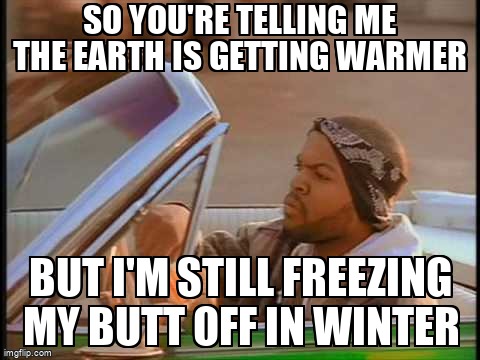 SO YOU'RE TELLING ME
THE EARTH IS GETTING WARMER
BUT I'M STILL FREEZING
MY BUTT OFF IN WINTER
imgflip.com